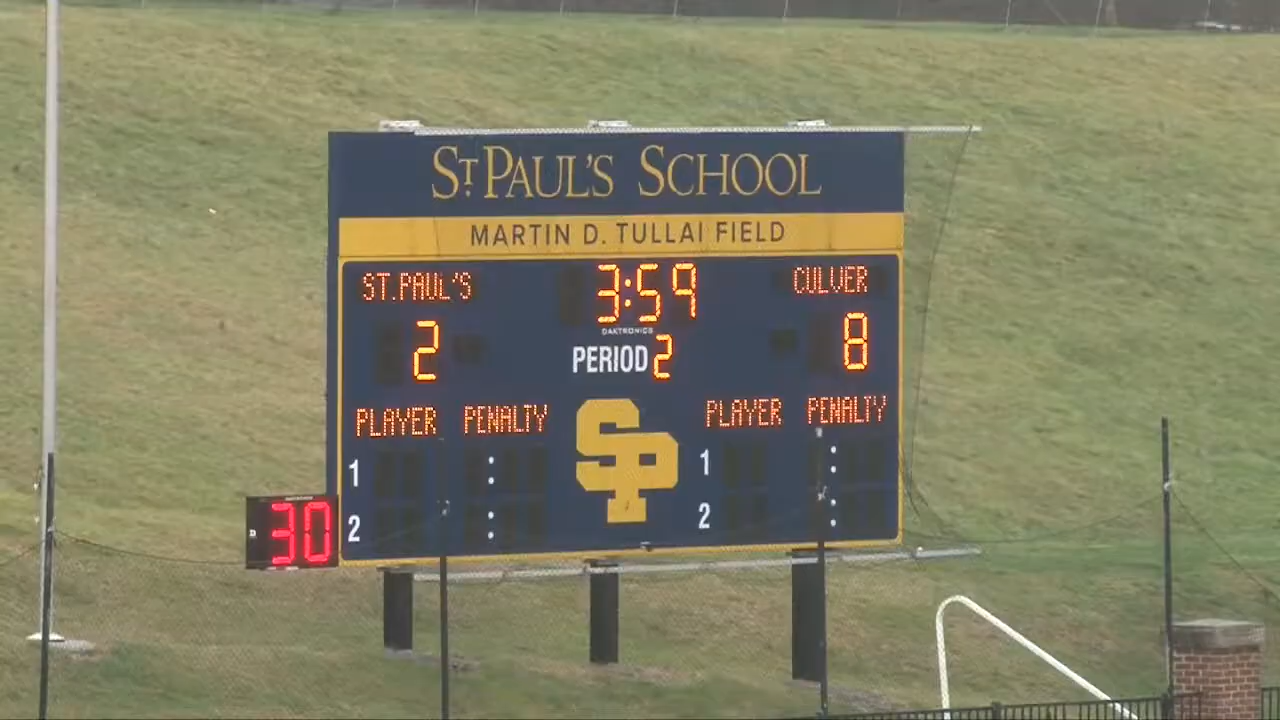 ST. PAUL'S SCHOOL
MARTIN D. TULLAI FIELD
ST.PAUL'S 3:59 CULVER
DAKTRONICS
2 PERIOD 2 8
PLAYER PENALTY SP PLAYER PENALTY
1 : 1 :
2 : 2 :
30